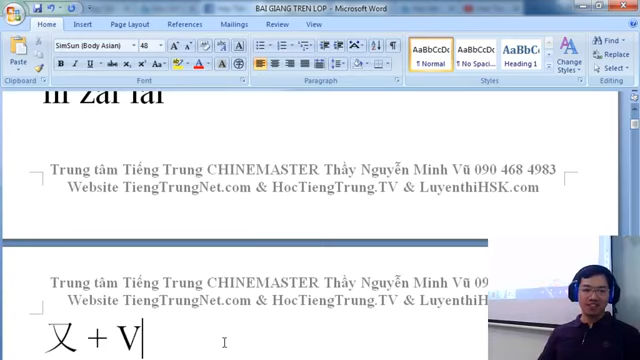 BAI GIANG TREN LOP - Microsoft Word
Home Insert Page Layout References Mailings Review View
Paste
Clipboard
SimSun (Body Asian) 48
B I U
Font
Paragraph
AaBbCcDc AaBbCcDc AaBbCc
¶ Normal ¶ No Spaci... Heading 1
Change Styles
Styles
Find
Replace
Select
Editing
ni zai lai
Trung tâm Tiếng Trung CHINEMASTER Thầy Nguyễn Minh Vũ 090 468 4983
Website TiengTrungNet.com & HocTiengTrung.TV & LuyenthiHSK.com
Trung tâm Tiếng Trung CHINEMASTER Thầy Nguyễn Minh Vũ 09
Website TiengTrungNet.com & HocTiengTrung.TV & L
又 + V